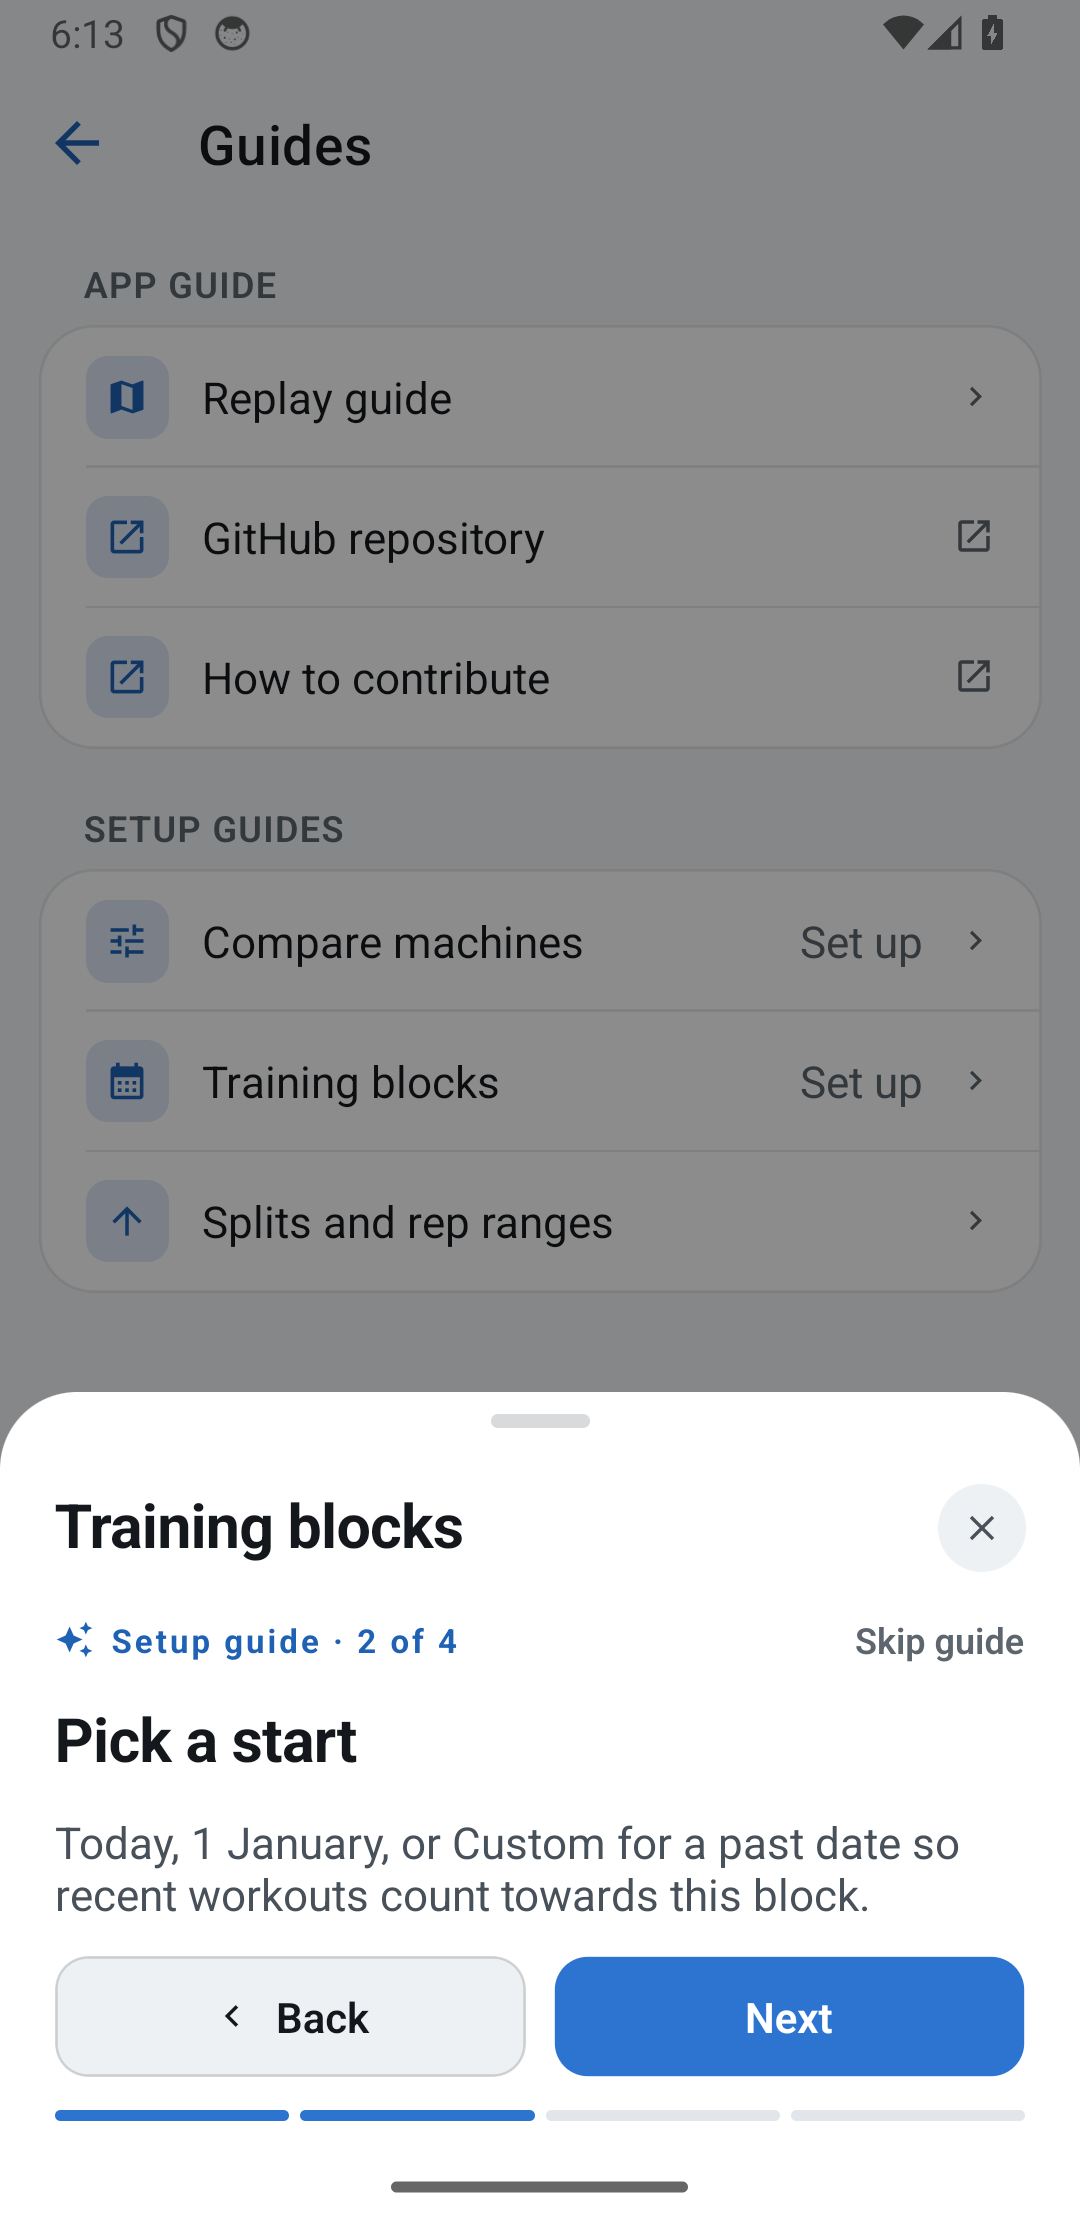 6:13
Guides
APP GUIDE
Replay guide
GitHub repository
How to contribute
SETUP GUIDES
Compare machines Set up
Training blocks Set up
Splits and rep ranges
Training blocks
Setup guide · 2 of 4 Skip guide
Pick a start
Today, 1 January, or Custom for a past date so
recent workouts count towards this block.
Back Next